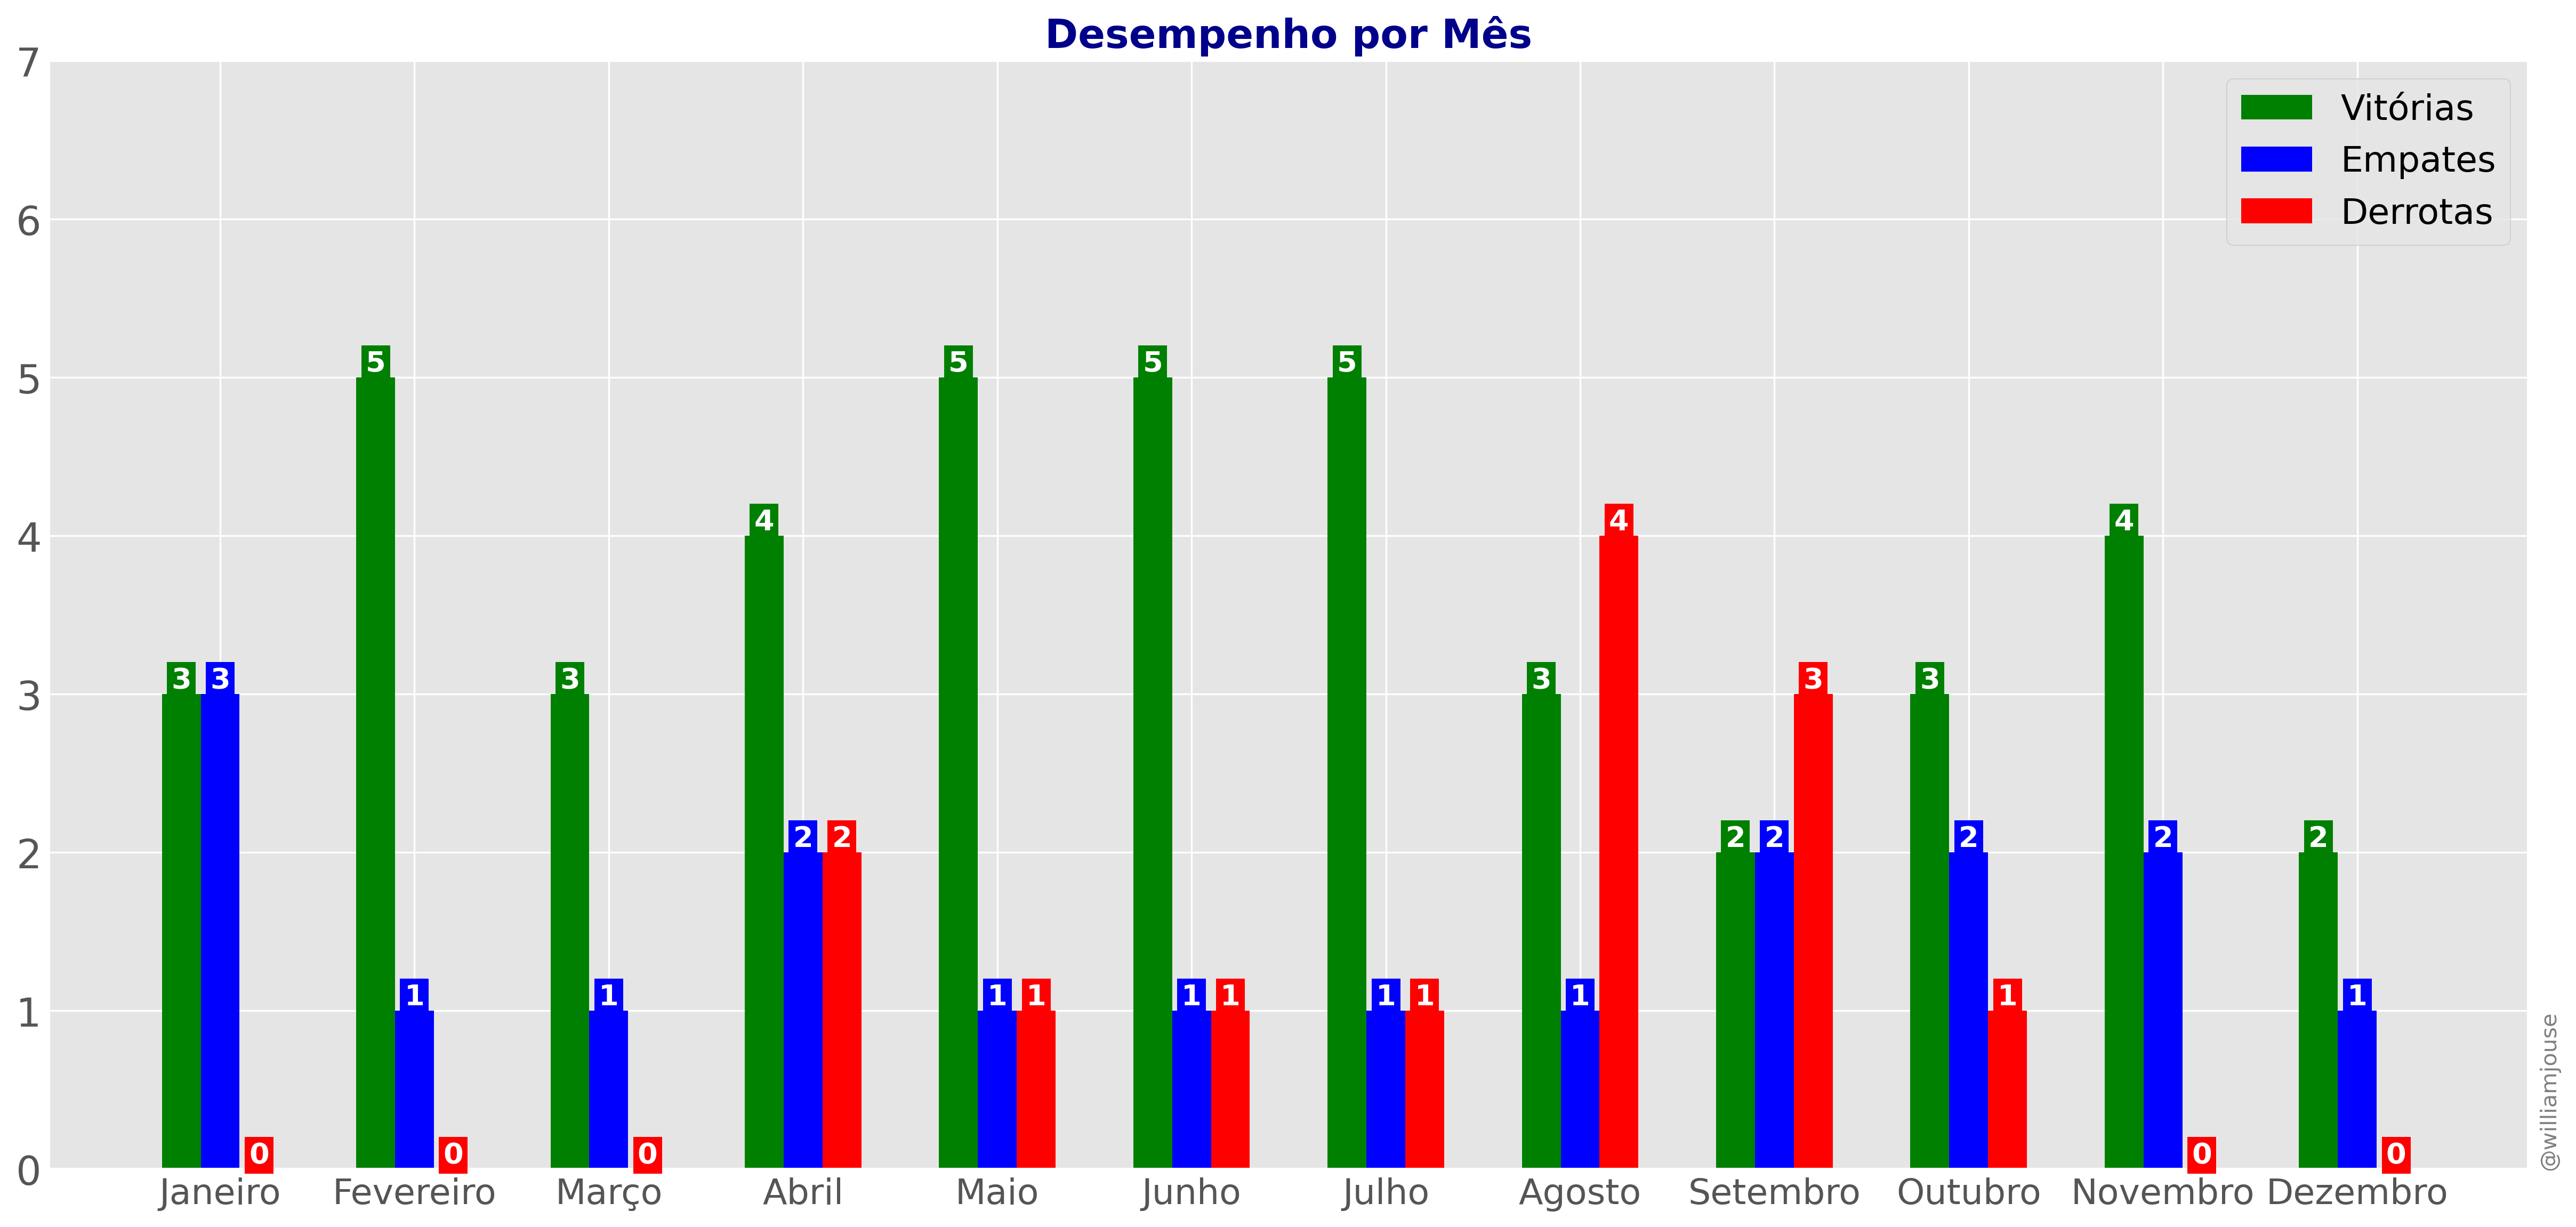 Desempenho por Mês
7
6
5
4
3
2
1
0
Vitórias
Empates
Derrotas
3 3 0
5 1 0
3 1 0
4 2 2
5 1 1
5 1 1
5 1 1
3 1 4
2 2 3
3 2 1
4 2 0
2 1 0
Janeiro Fevereiro Março Abril Maio Junho Julho Agosto Setembro Outubro Novembro Dezembro
@williamjouse